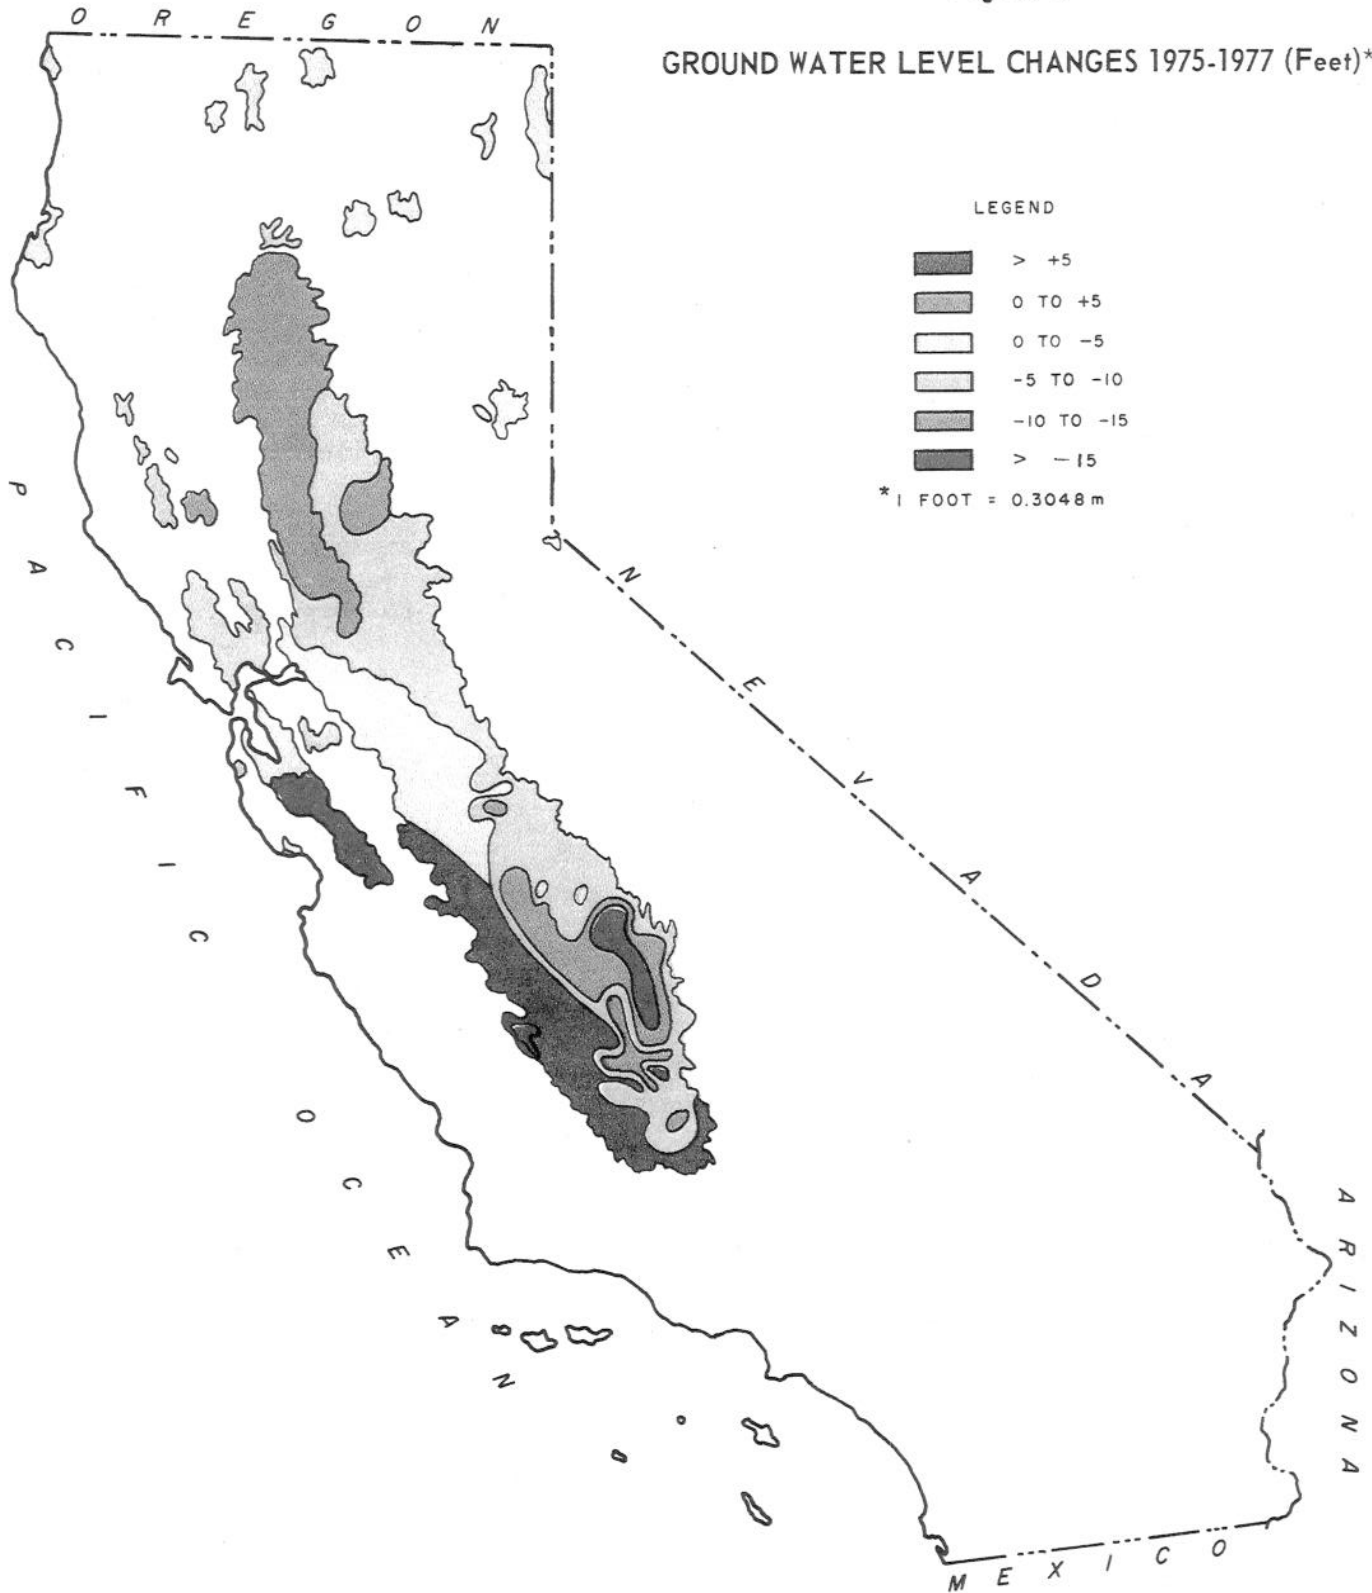 O R E G O N
GROUND WATER LEVEL CHANGES 1975-1977 (Feet)*
LEGEND
> +5
0 TO +5
0 TO -5
-5 TO -10
-10 TO -15
> -15
* 1 FOOT = 0.3048 m
N E V A D A
P A C I F I C O C E A N
A R I Z O N A
M E X I C O